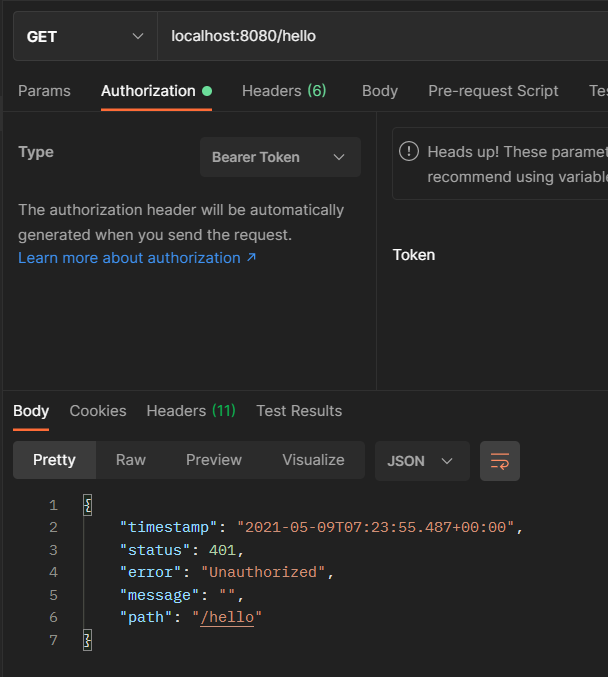 GET localhost:8080/hello
Params Authorization Headers (6) Body Pre-request Script
Type Bearer Token
Heads up! These
recommend using
The authorization header will be automatically
generated when you send the request.
Learn more about authorization ↗
Token
Body Cookies Headers (11) Test Results
Pretty Raw Preview Visualize JSON
1 {
2 "timestamp": "2021-05-09T07:23:55.487+00:00",
3 "status": 401,
4 "error": "Unauthorized",
5 "message": "",
6 "path": "/hello"
7 }